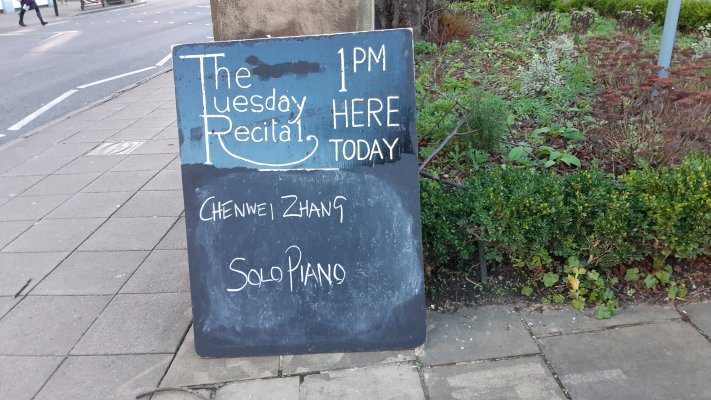 The Tuesday Recital
1PM
HERE
TODAY
CHENWEI ZHANG
SOLO PIANO